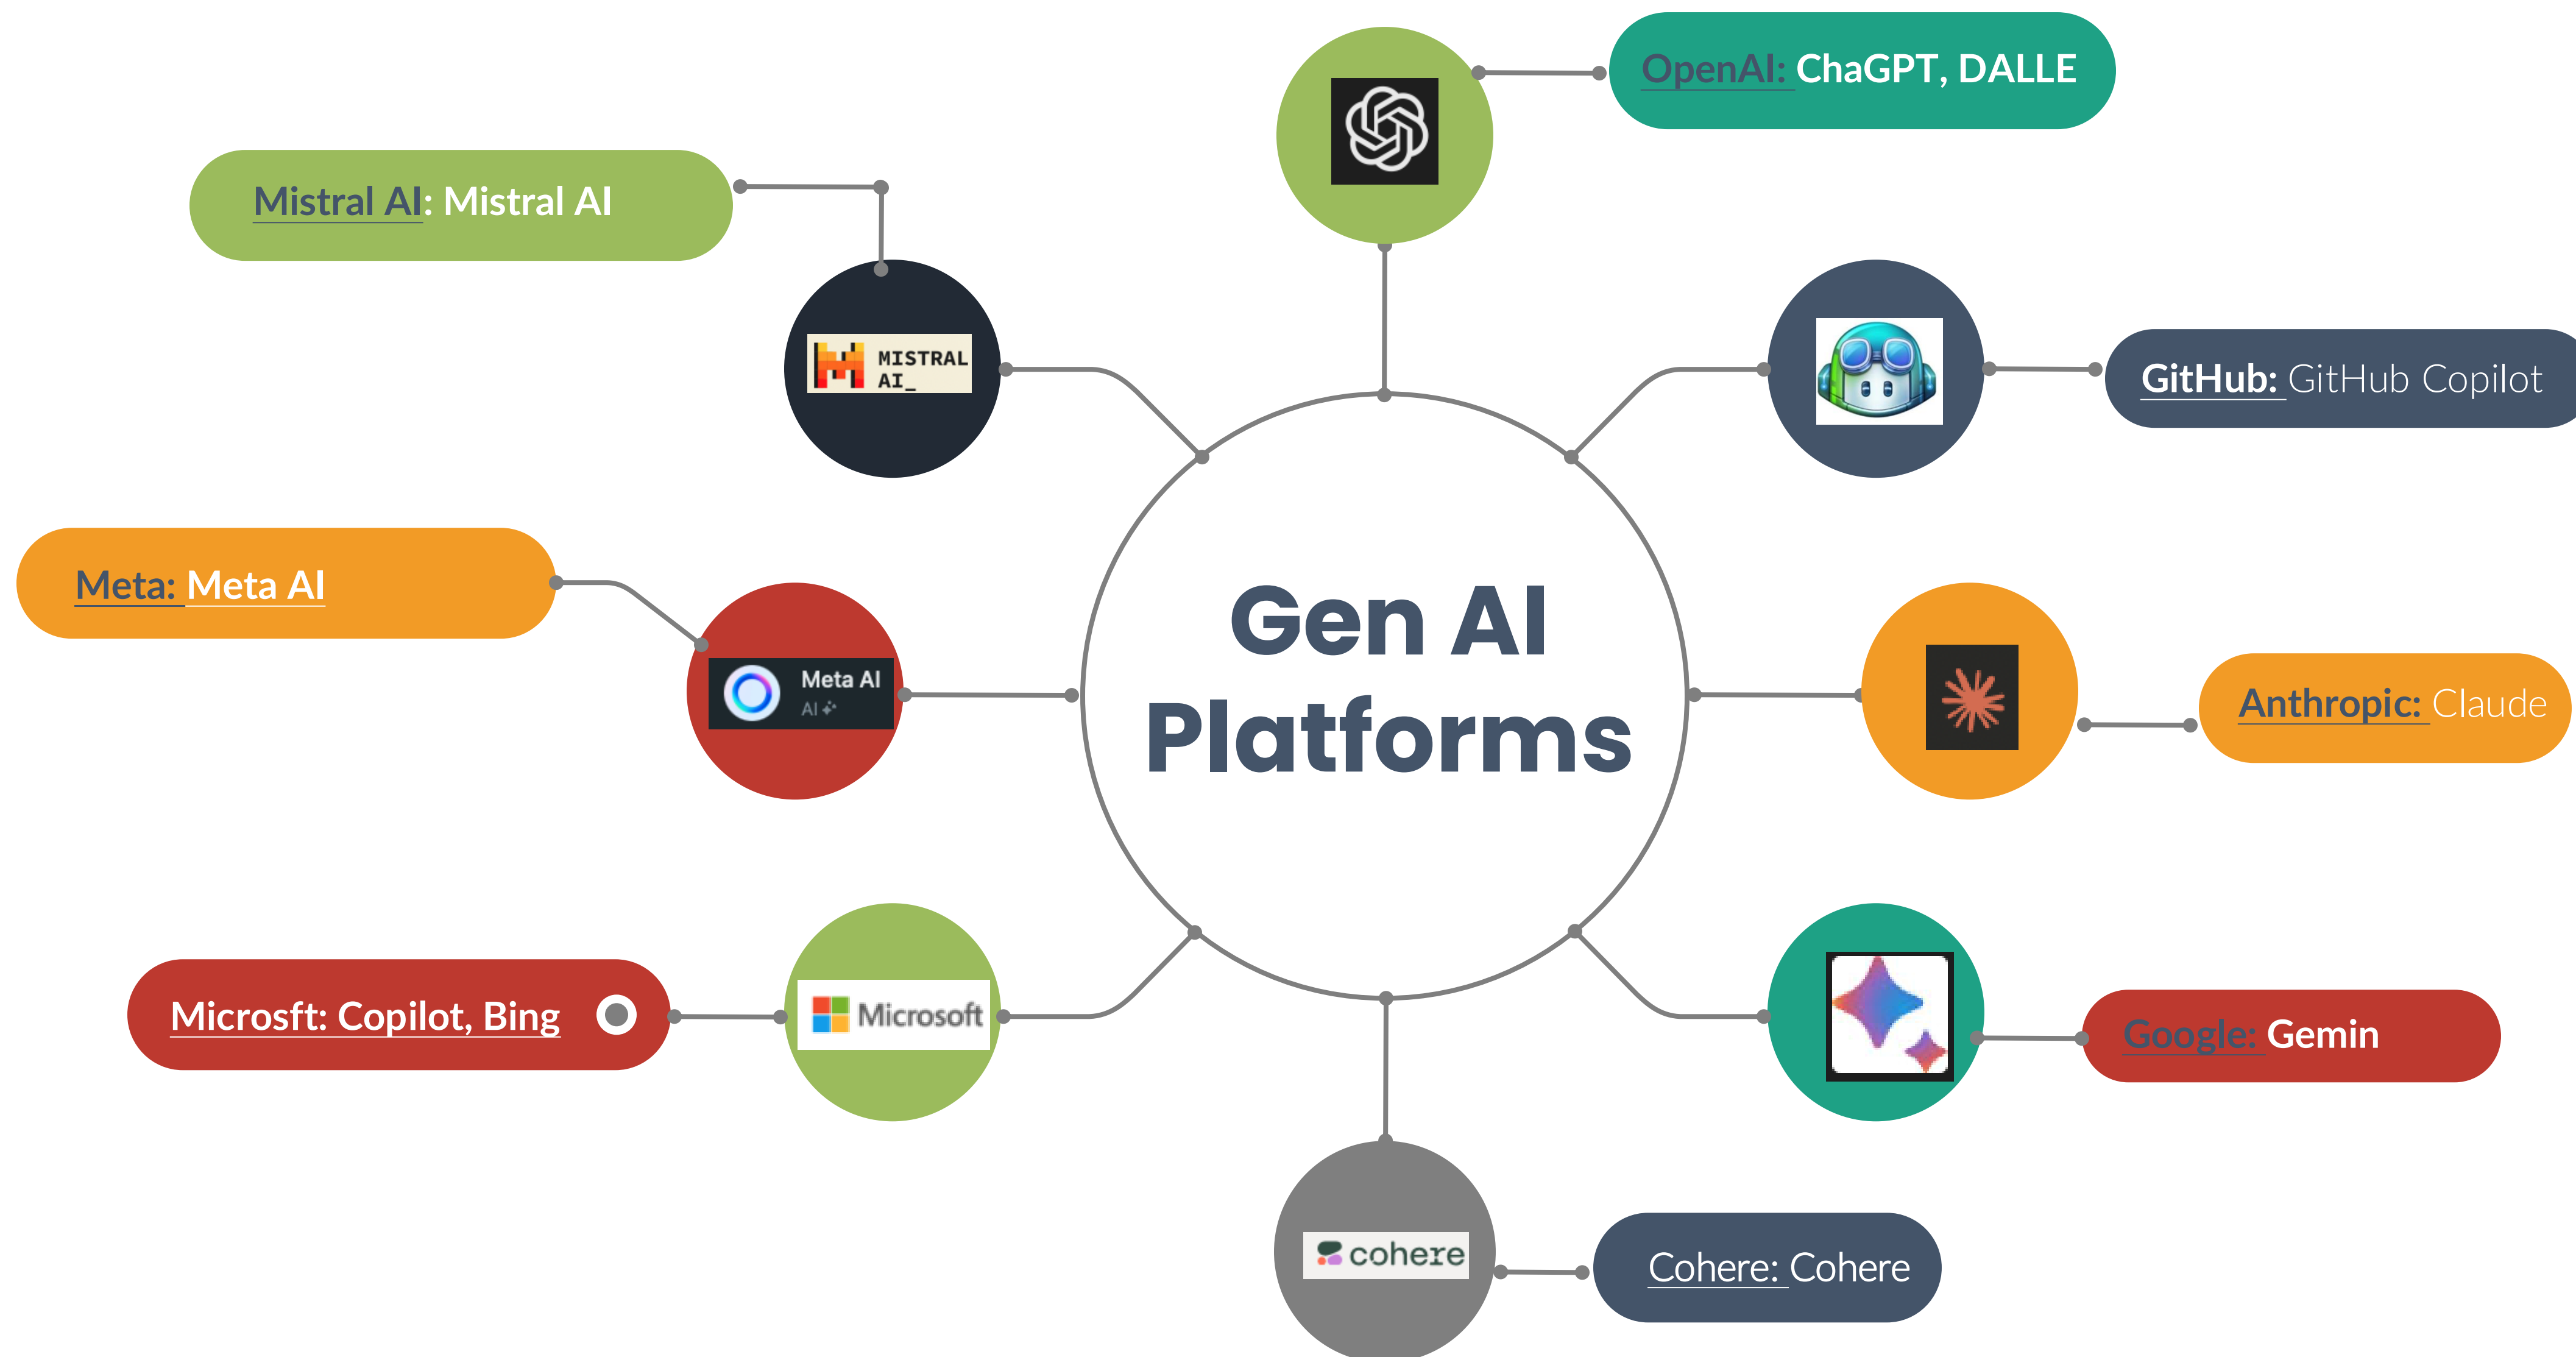 OpenAI: ChaGPT, DALLE
Mistral AI: Mistral AI
MISTRAL
AI_
GitHub: GitHub Copilot
Meta: Meta AI
Meta AI
AI
Gen AI
Platforms
Anthropic: Claude
Microsft: Copilot, Bing
Microsoft
Google: Gemin
cohere
Cohere: Cohere